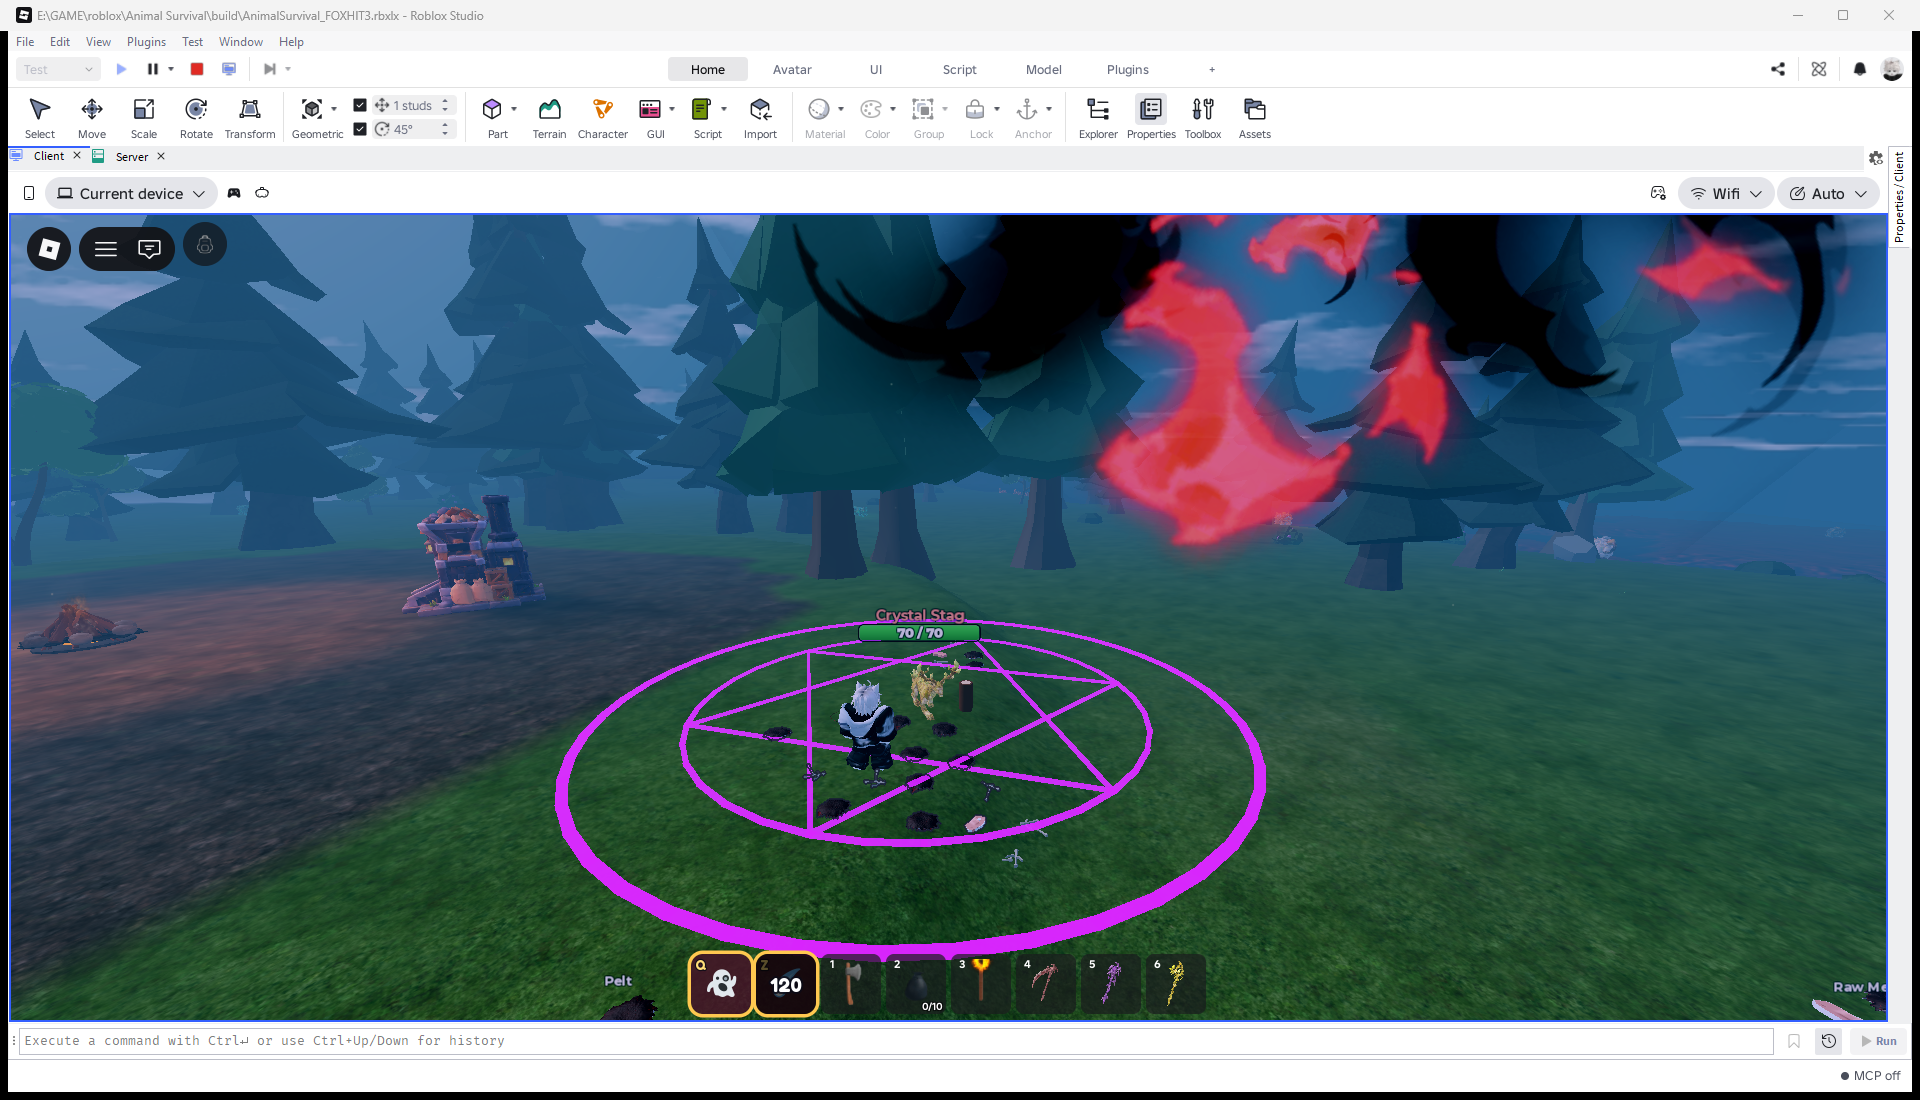 E:\GAME\roblox\Animal Survival\build\AnimalSurvival_FOXHIT3.rbxlx - Roblox Studio
File Edit View Plugins Test Window Help
Test
Home Avatar UI Script Model Plugins +
1 studs
45°
Select Move Scale Rotate Transform Geometric Part Terrain Character GUI Script Import Material Color Group Lock Anchor Explorer Properties Toolbox Assets
Client Server
Properties / Client
Current device
Wifi Auto
Crystal Stag
70 / 70
Pelt
Q Z 120 1 2 0/10 3 4 5 6
Raw Me
Execute a command with Ctrl↵ or use Ctrl+Up/Down for history
Run
MCP off